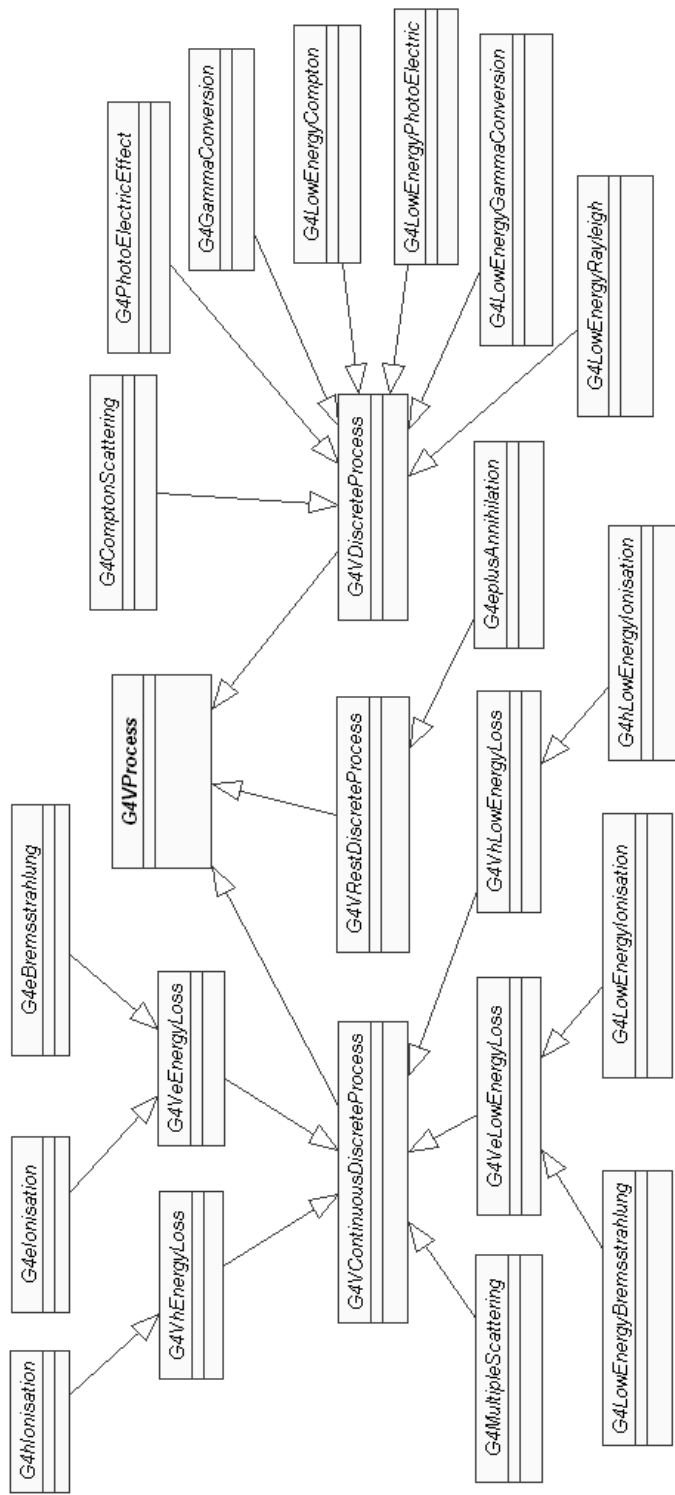 G4hIonisation
G4eIonisation
G4eBremsstrahlung
G4VhEnergyLoss
G4VeEnergyLoss
G4VProcess
G4ComptonScattering
G4PhotoElectricEffect
G4GammaConversion
G4LowEnergyCompton
G4LowEnergyPhotoElectric
G4LowEnergyGammaConversion
G4LowEnergyRayleigh
G4VContinuousDiscreteProcess
G4VRestDiscreteProcess
G4VDiscreteProcess
G4MultipleScattering
G4VeLowEnergyLoss
G4VhLowEnergyLoss
G4eplusAnnihilation
G4LowEnergyBremsstrahlung
G4LowEnergyIonisation
G4hLowEnergyIonisation